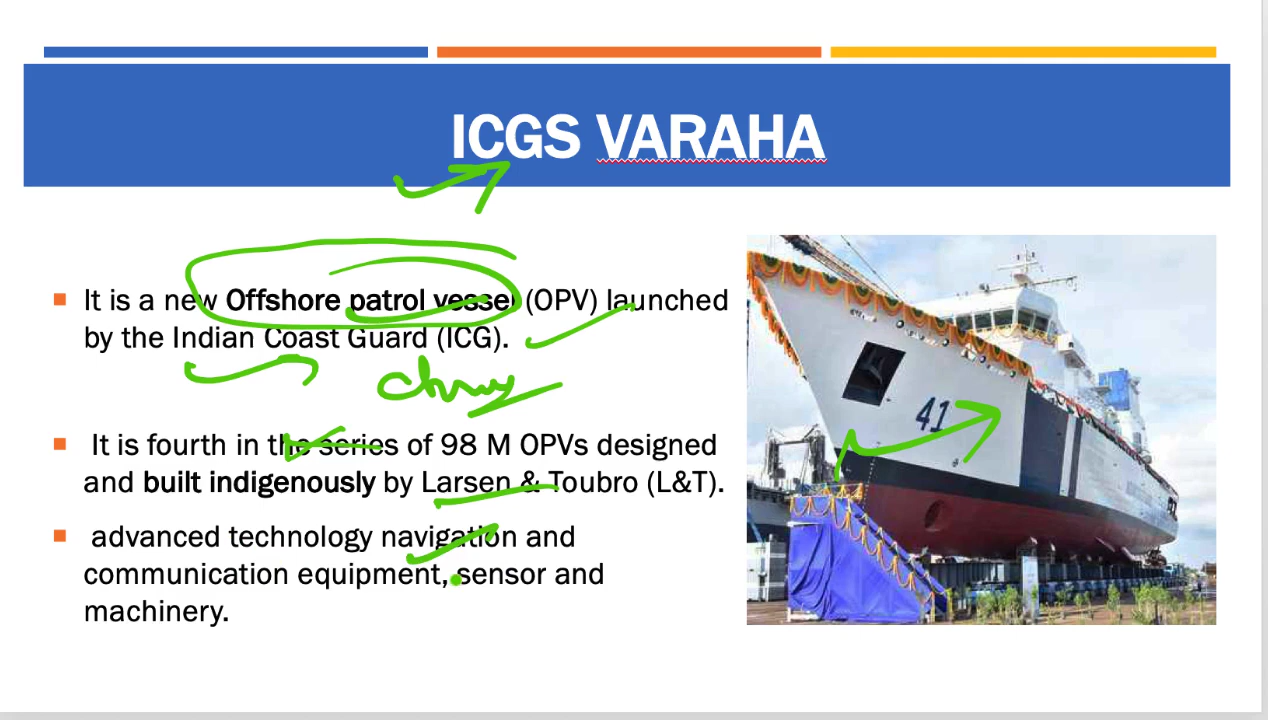 ICGS VARAHA
It is a new Offshore patrol vessel (OPV) launched
by the Indian Coast Guard (ICG).
It is fourth in the series of 98 M OPVs designed
and built indigenously by Larsen & Toubro (L&T).
advanced technology navigation and
communication equipment, sensor and
machinery.
41